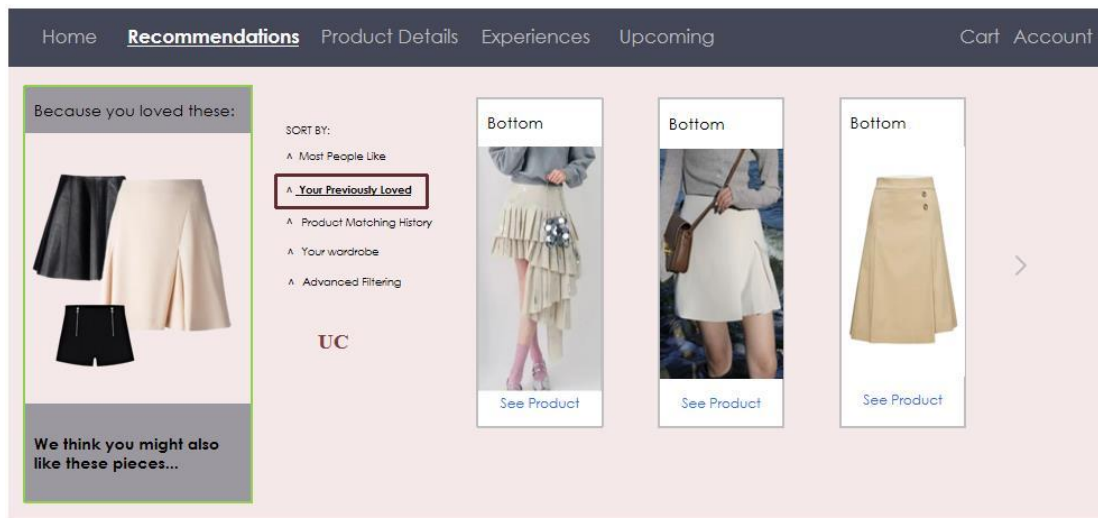 Home Recommendations Product Details Experiences Upcoming Cart Account
Because you loved these:
We think you might also
like these pieces...
SORT BY:
^ Most People Like
^ Your Previously Loved
^ Product Matching History
^ Your wardrobe
^ Advanced Filtering
UC
Bottom
See Product
Bottom
See Product
Bottom
See Product
>